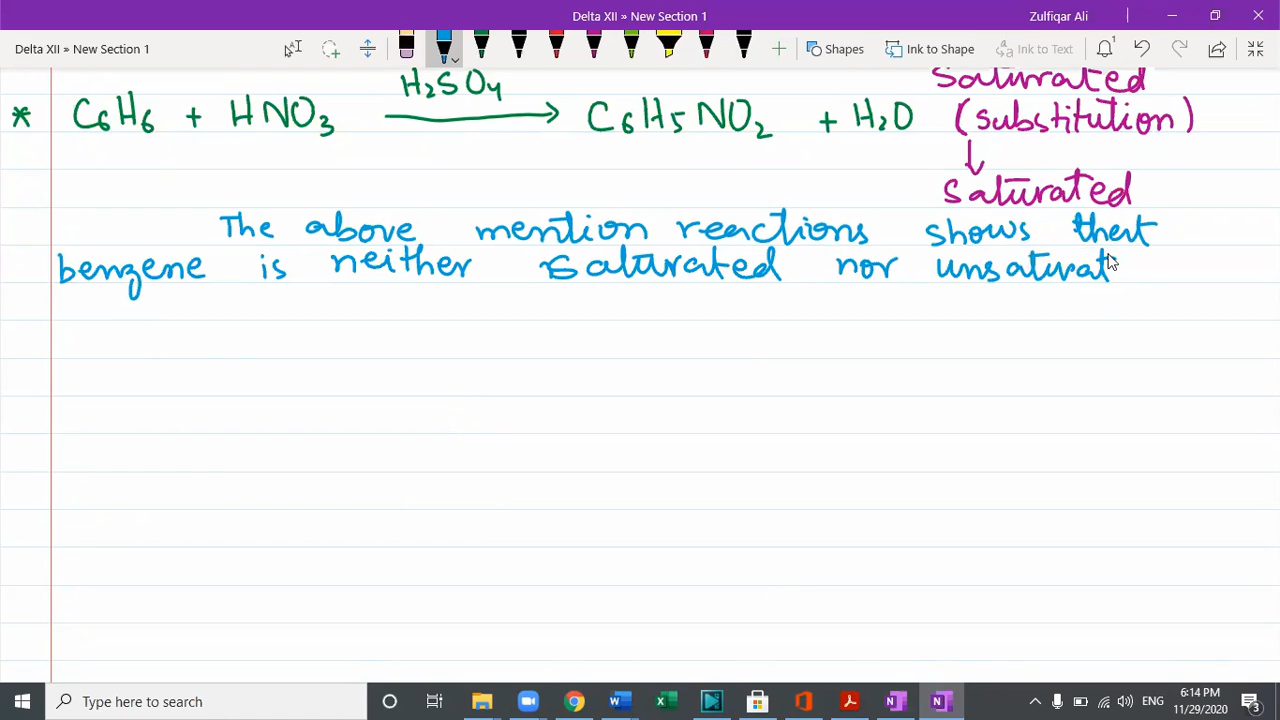 Delta XII » New Section 1
Zulfiqar Ali
Delta XII » New Section 1
Shapes
Ink to Shape
Ink to Text
1
Saturated
* C6H6 + HNO3 H2SO4 → C6H5NO2 + H2O (substitution)
↓
Saturated
The above mention reactions shows that
benzene is neither saturated nor unsaturat
Type here to search
ENG
6:14 PM
11/29/2020
3